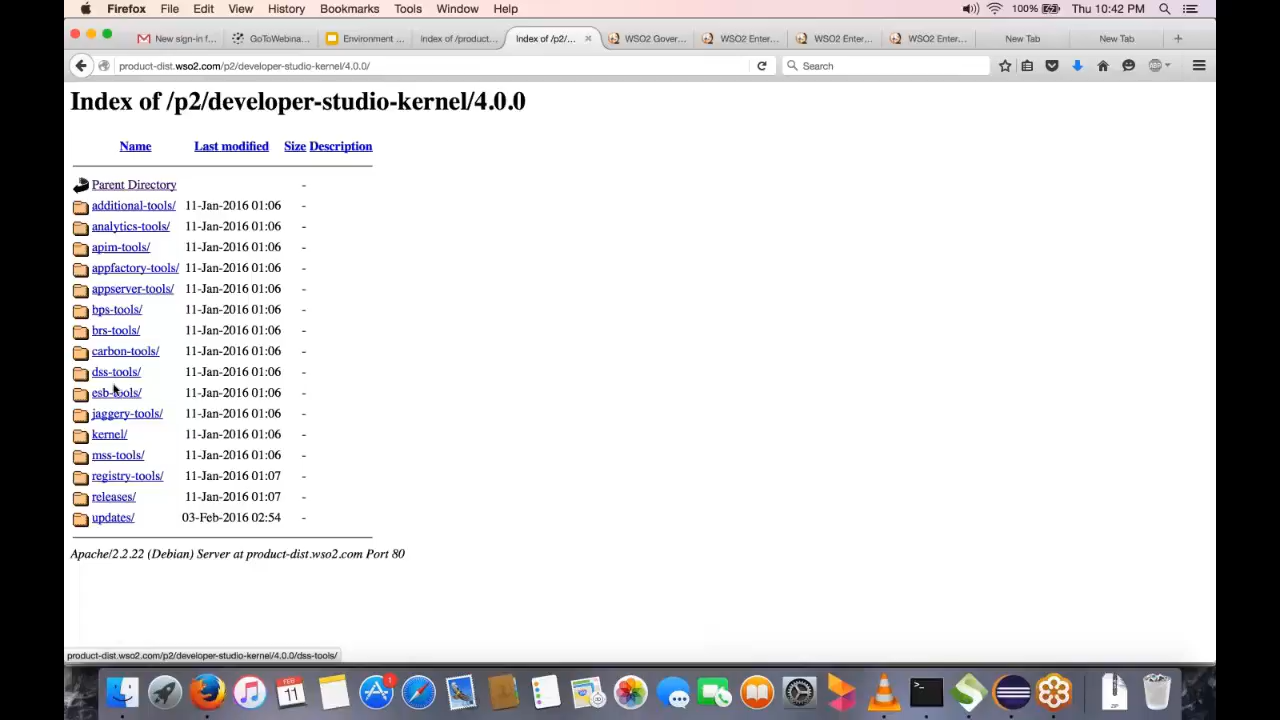 Firefox File Edit View History Bookmarks Tools Window Help 100% Thu 10:42 PM
New sign-in f... GoToWebina... Environment ... Index of /product... Index of /p2/... WSO2 Gover... WSO2 Enter... WSO2 Enter... WSO2 Enter... New Tab New Tab
product-dist.wso2.com/p2/developer-studio-kernel/4.0.0/ Search
Index of /p2/developer-studio-kernel/4.0.0
Name Last modified Size Description
Parent Directory -
additional-tools/ 11-Jan-2016 01:06 -
analytics-tools/ 11-Jan-2016 01:06 -
apim-tools/ 11-Jan-2016 01:06 -
appfactory-tools/ 11-Jan-2016 01:06 -
appserver-tools/ 11-Jan-2016 01:06 -
bps-tools/ 11-Jan-2016 01:06 -
brs-tools/ 11-Jan-2016 01:06 -
carbon-tools/ 11-Jan-2016 01:06 -
dss-tools/ 11-Jan-2016 01:06 -
esb-tools/ 11-Jan-2016 01:06 -
jaggery-tools/ 11-Jan-2016 01:06 -
kernel/ 11-Jan-2016 01:06 -
mss-tools/ 11-Jan-2016 01:06 -
registry-tools/ 11-Jan-2016 01:07 -
releases/ 11-Jan-2016 01:07 -
updates/ 03-Feb-2016 02:54 -
Apache/2.2.22 (Debian) Server at product-dist.wso2.com Port 80
product-dist.wso2.com/p2/developer-studio-kernel/4.0.0/dss-tools/
FEB
11
1
ZIP